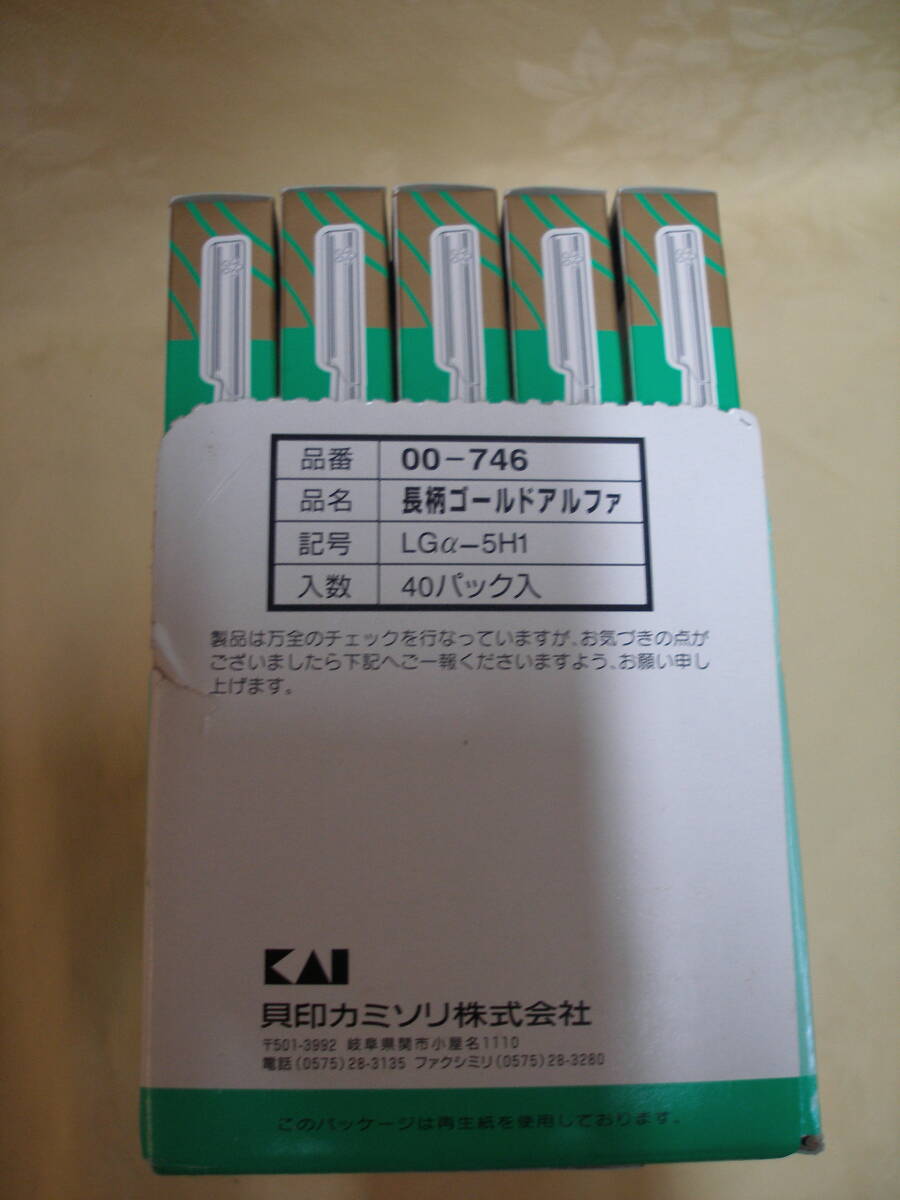 品番 00-746
品名 長柄ゴールドアルファ
記号 LGα-5H1
入数 40パック入
製品は万全のチェックを行なっていますが、お気づきの点が
ございましたら下記へご一報くださいますよう、お願い申し
上げます。
KAI
貝印カミソリ株式会社
〒501-3992 岐阜県関市小屋名1110
電話(0575)28-3135 ファクシミリ(0575)28-3280
このパッケージは再生紙を使用しております。